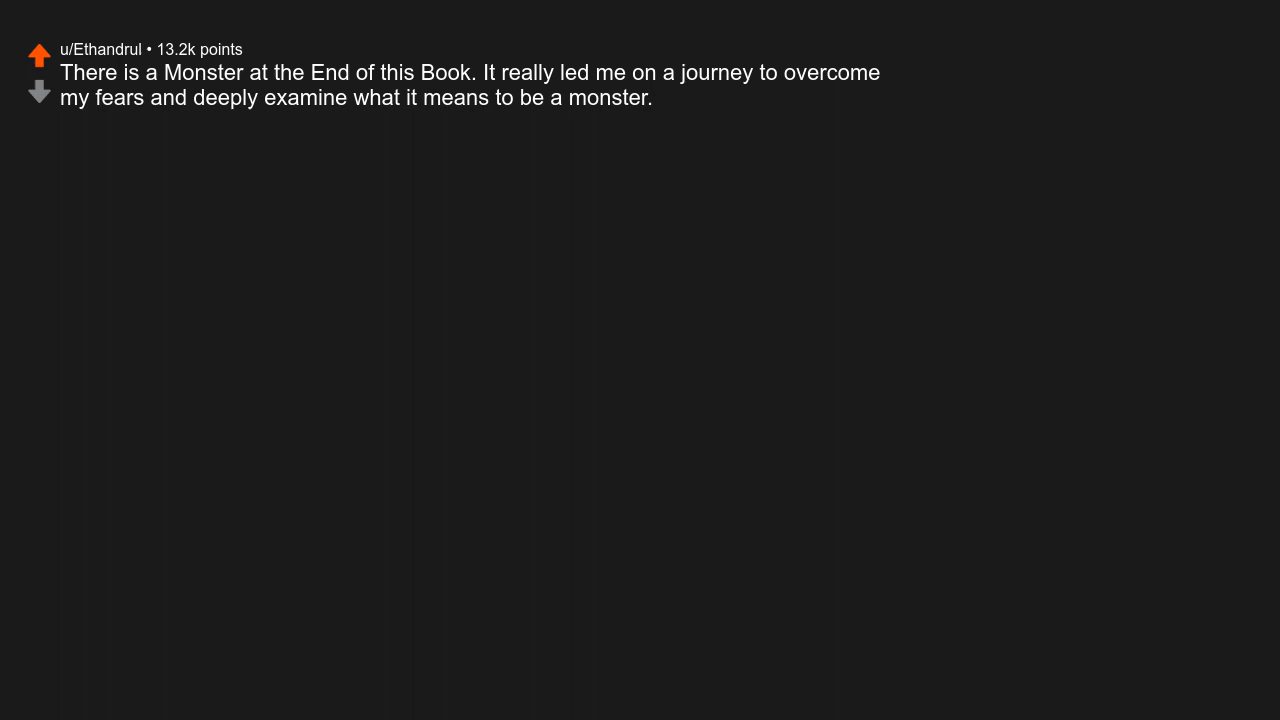 u/Ethandrul • 13.2k points
There is a Monster at the End of this Book. It really led me on a journey to overcome
my fears and deeply examine what it means to be a monster.